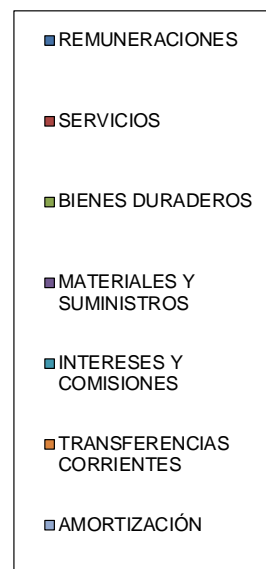 REMUNERACIONES
SERVICIOS
BIENES DURADEROS
MATERIALES Y
SUMINISTROS
INTERESES Y
COMISIONES
TRANSFERENCIAS
CORRIENTES
AMORTIZACIÓN